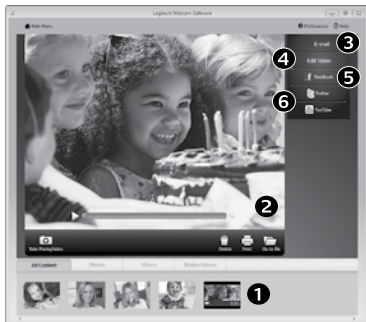 Logitech Webcam Software
Main Menu
Preferences Help
E-mail
3
4
Edit Video
Facebook
5
6
Twitter
YouTube
2
Take Photo/Video
Delete
Print
Go to file
All Content Photos Videos Motion Videos
1